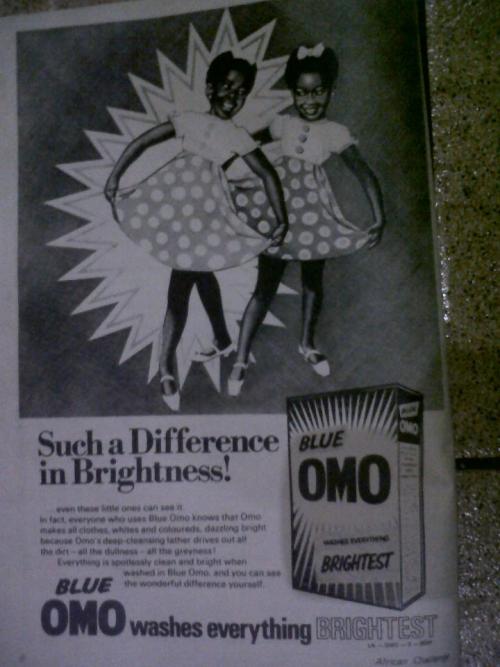 Such a Difference
in Brightness!
... even these little ones can see it.
In fact, everyone who uses Blue Omo knows that Omo
makes all clothes, whites and coloureds, dazzling bright
because Omo's deep-cleansing lather drives out all
the dirt – all the dullness – all the greyness!
Everything is spotlessly clean and bright when
washed in Blue Omo, and you can see
the wonderful difference yourself.
BLUE
OMO
WASHES EVERYTHING
BRIGHTEST
OMO
BLUE
OMO washes everything BRIGHTEST
African